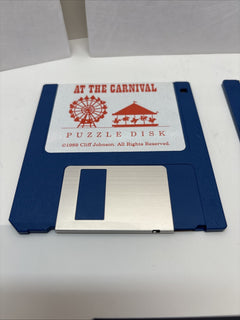 AT THE CARNIVAL
PUZZLE DISK
©1989 Cliff Johnson. All Rights Reserved.